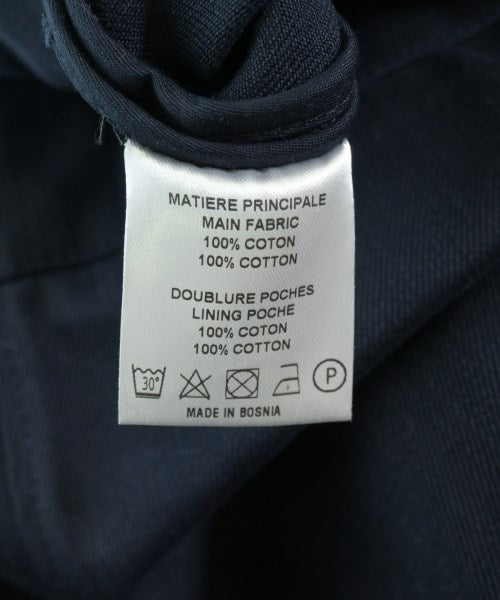 MATIERE PRINCIPALE
MAIN FABRIC
100% COTON
100% COTTON
DOUBLURE POCHES
LINING POCHE
100% COTON
100% COTTON
30° P
MADE IN BOSNIA